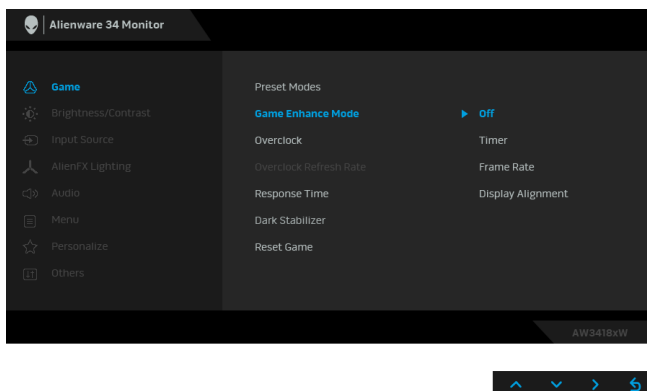 Alienware 34 Monitor
Game
Preset Modes
Brightness/Contrast
Game Enhance Mode
Off
Input Source
Overclock
Timer
AlienFX Lighting
Overclock Refresh Rate
Frame Rate
Audio
Response Time
Display Alignment
Menu
Dark Stabilizer
Personalize
Reset Game
Others
AW3418xW